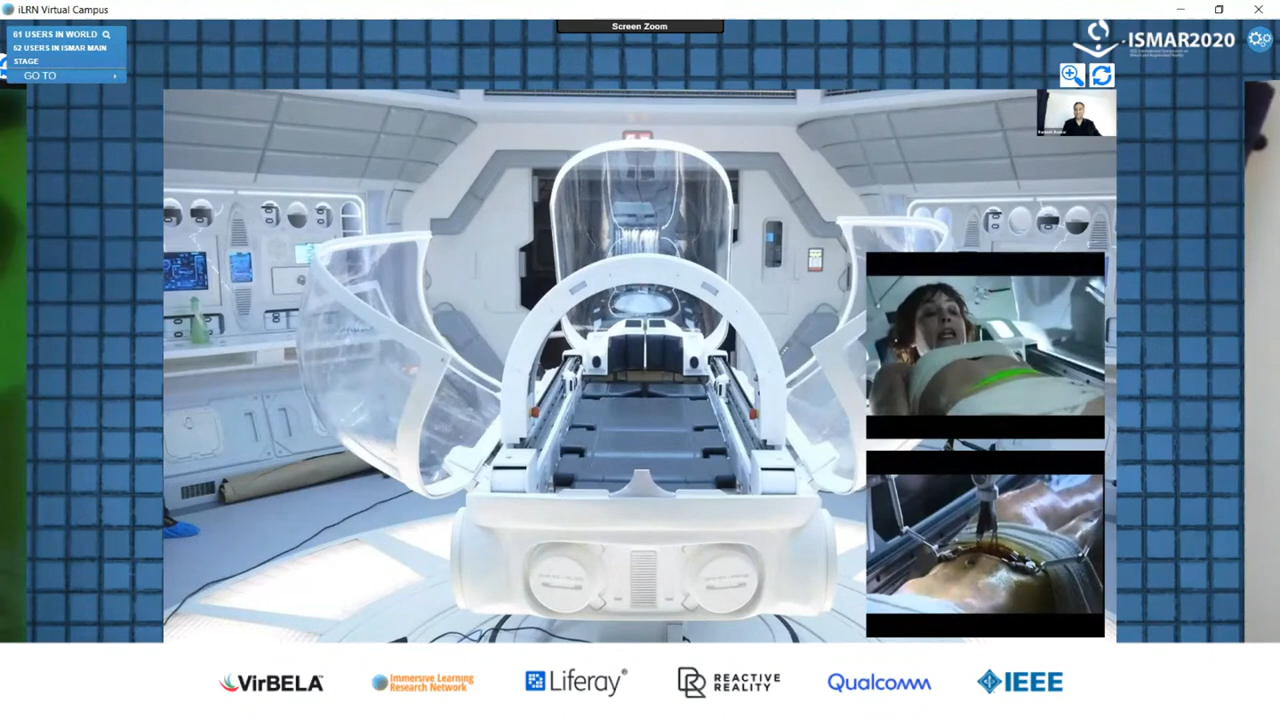 iLRN Virtual Campus
Screen Zoom
61 USERS IN WORLD
52 USERS IN ISMAR MAIN
STAGE
GO TO
ISMAR2020
VIRBELA
Immersive Learning
Research Network
Liferay
REACTIVE
REALITY
Qualcomm
IEEE